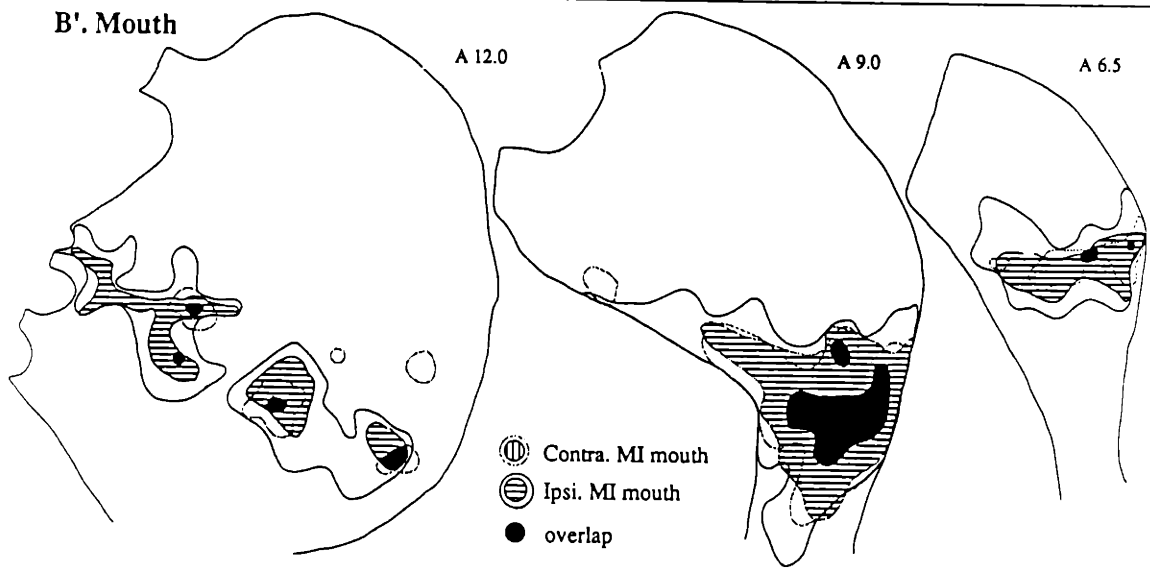 B'. Mouth
A 12.0
A 9.0
A 6.5
Contra. MI mouth
Ipsi. MI mouth
overlap